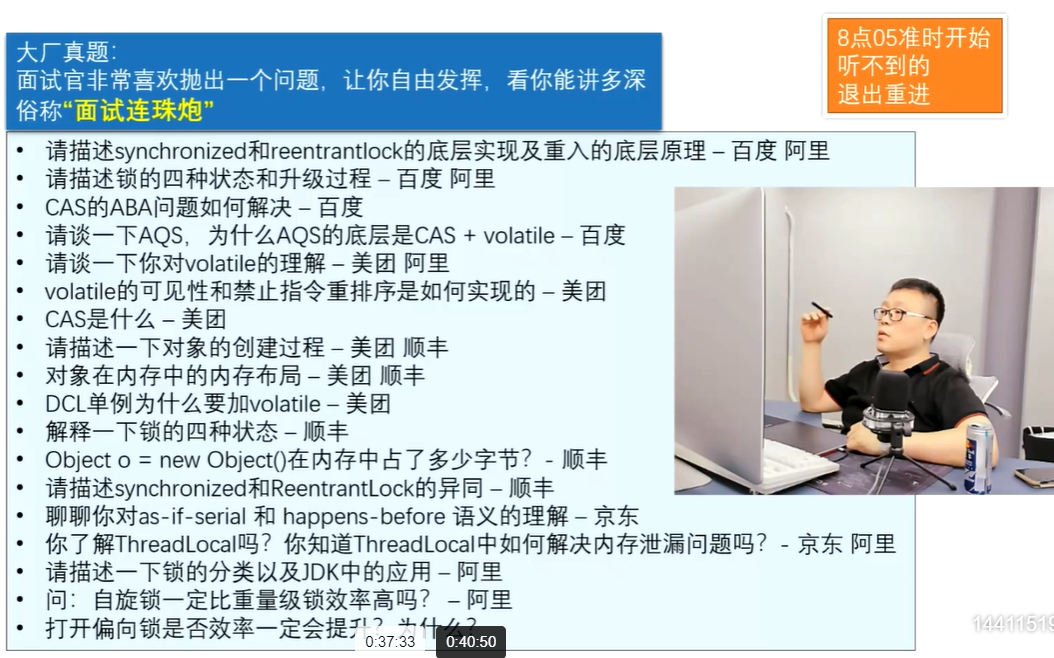 大厂真题：
面试官非常喜欢抛出一个问题，让你自由发挥，看你能讲多深
俗称“面试连珠炮”
8点05准时开始
听不到的
退出重进
• 请描述synchronized和reentrantlock的底层实现及重入的底层原理 – 百度 阿里
• 请描述锁的四种状态和升级过程 – 百度 阿里
• CAS的ABA问题如何解决 – 百度
• 请谈一下AQS，为什么AQS的底层是CAS + volatile – 百度
• 请谈一下你对volatile的理解 – 美团 阿里
• volatile的可见性和禁止指令重排序是如何实现的 – 美团
• CAS是什么 – 美团
• 请描述一下对象的创建过程 – 美团 顺丰
• 对象在内存中的内存布局 – 美团 顺丰
• DCL单例为什么要加volatile – 美团
• 解释一下锁的四种状态 – 顺丰
• Object o = new Object()在内存中占了多少字节？ - 顺丰
• 请描述synchronized和ReentrantLock的异同 – 顺丰
• 聊聊你对as-if-serial 和 happens-before 语义的理解 – 京东
• 你了解ThreadLocal吗？你知道ThreadLocal中如何解决内存泄漏问题吗？ - 京东 阿里
• 请描述一下锁的分类以及JDK中的应用 – 阿里
• 问：自旋锁一定比重量级锁效率高吗？ – 阿里
• 打开偏向锁是否效率一定会提升？为什么？
0:37:33
0:40:50
1441151